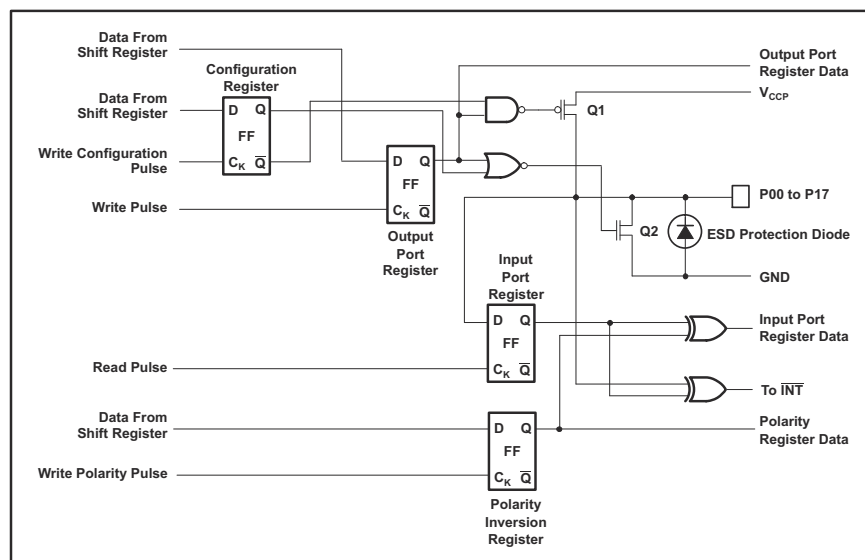 Data From
Shift Register
Configuration
Register
Data From
Shift Register
D Q
FF
CK Q
Write Configuration
Pulse
Write Pulse
D Q
FF
CK Q
Output
Port
Register
Output Port
Register Data
VCCP
Q1
P00 to P17
Q2
ESD Protection Diode
GND
Input
Port
Register
D Q
FF
CK Q
Read Pulse
Input Port
Register Data
To INT
Data From
Shift Register
D Q
FF
CK Q
Write Polarity Pulse
Polarity
Register Data
Polarity
Inversion
Register